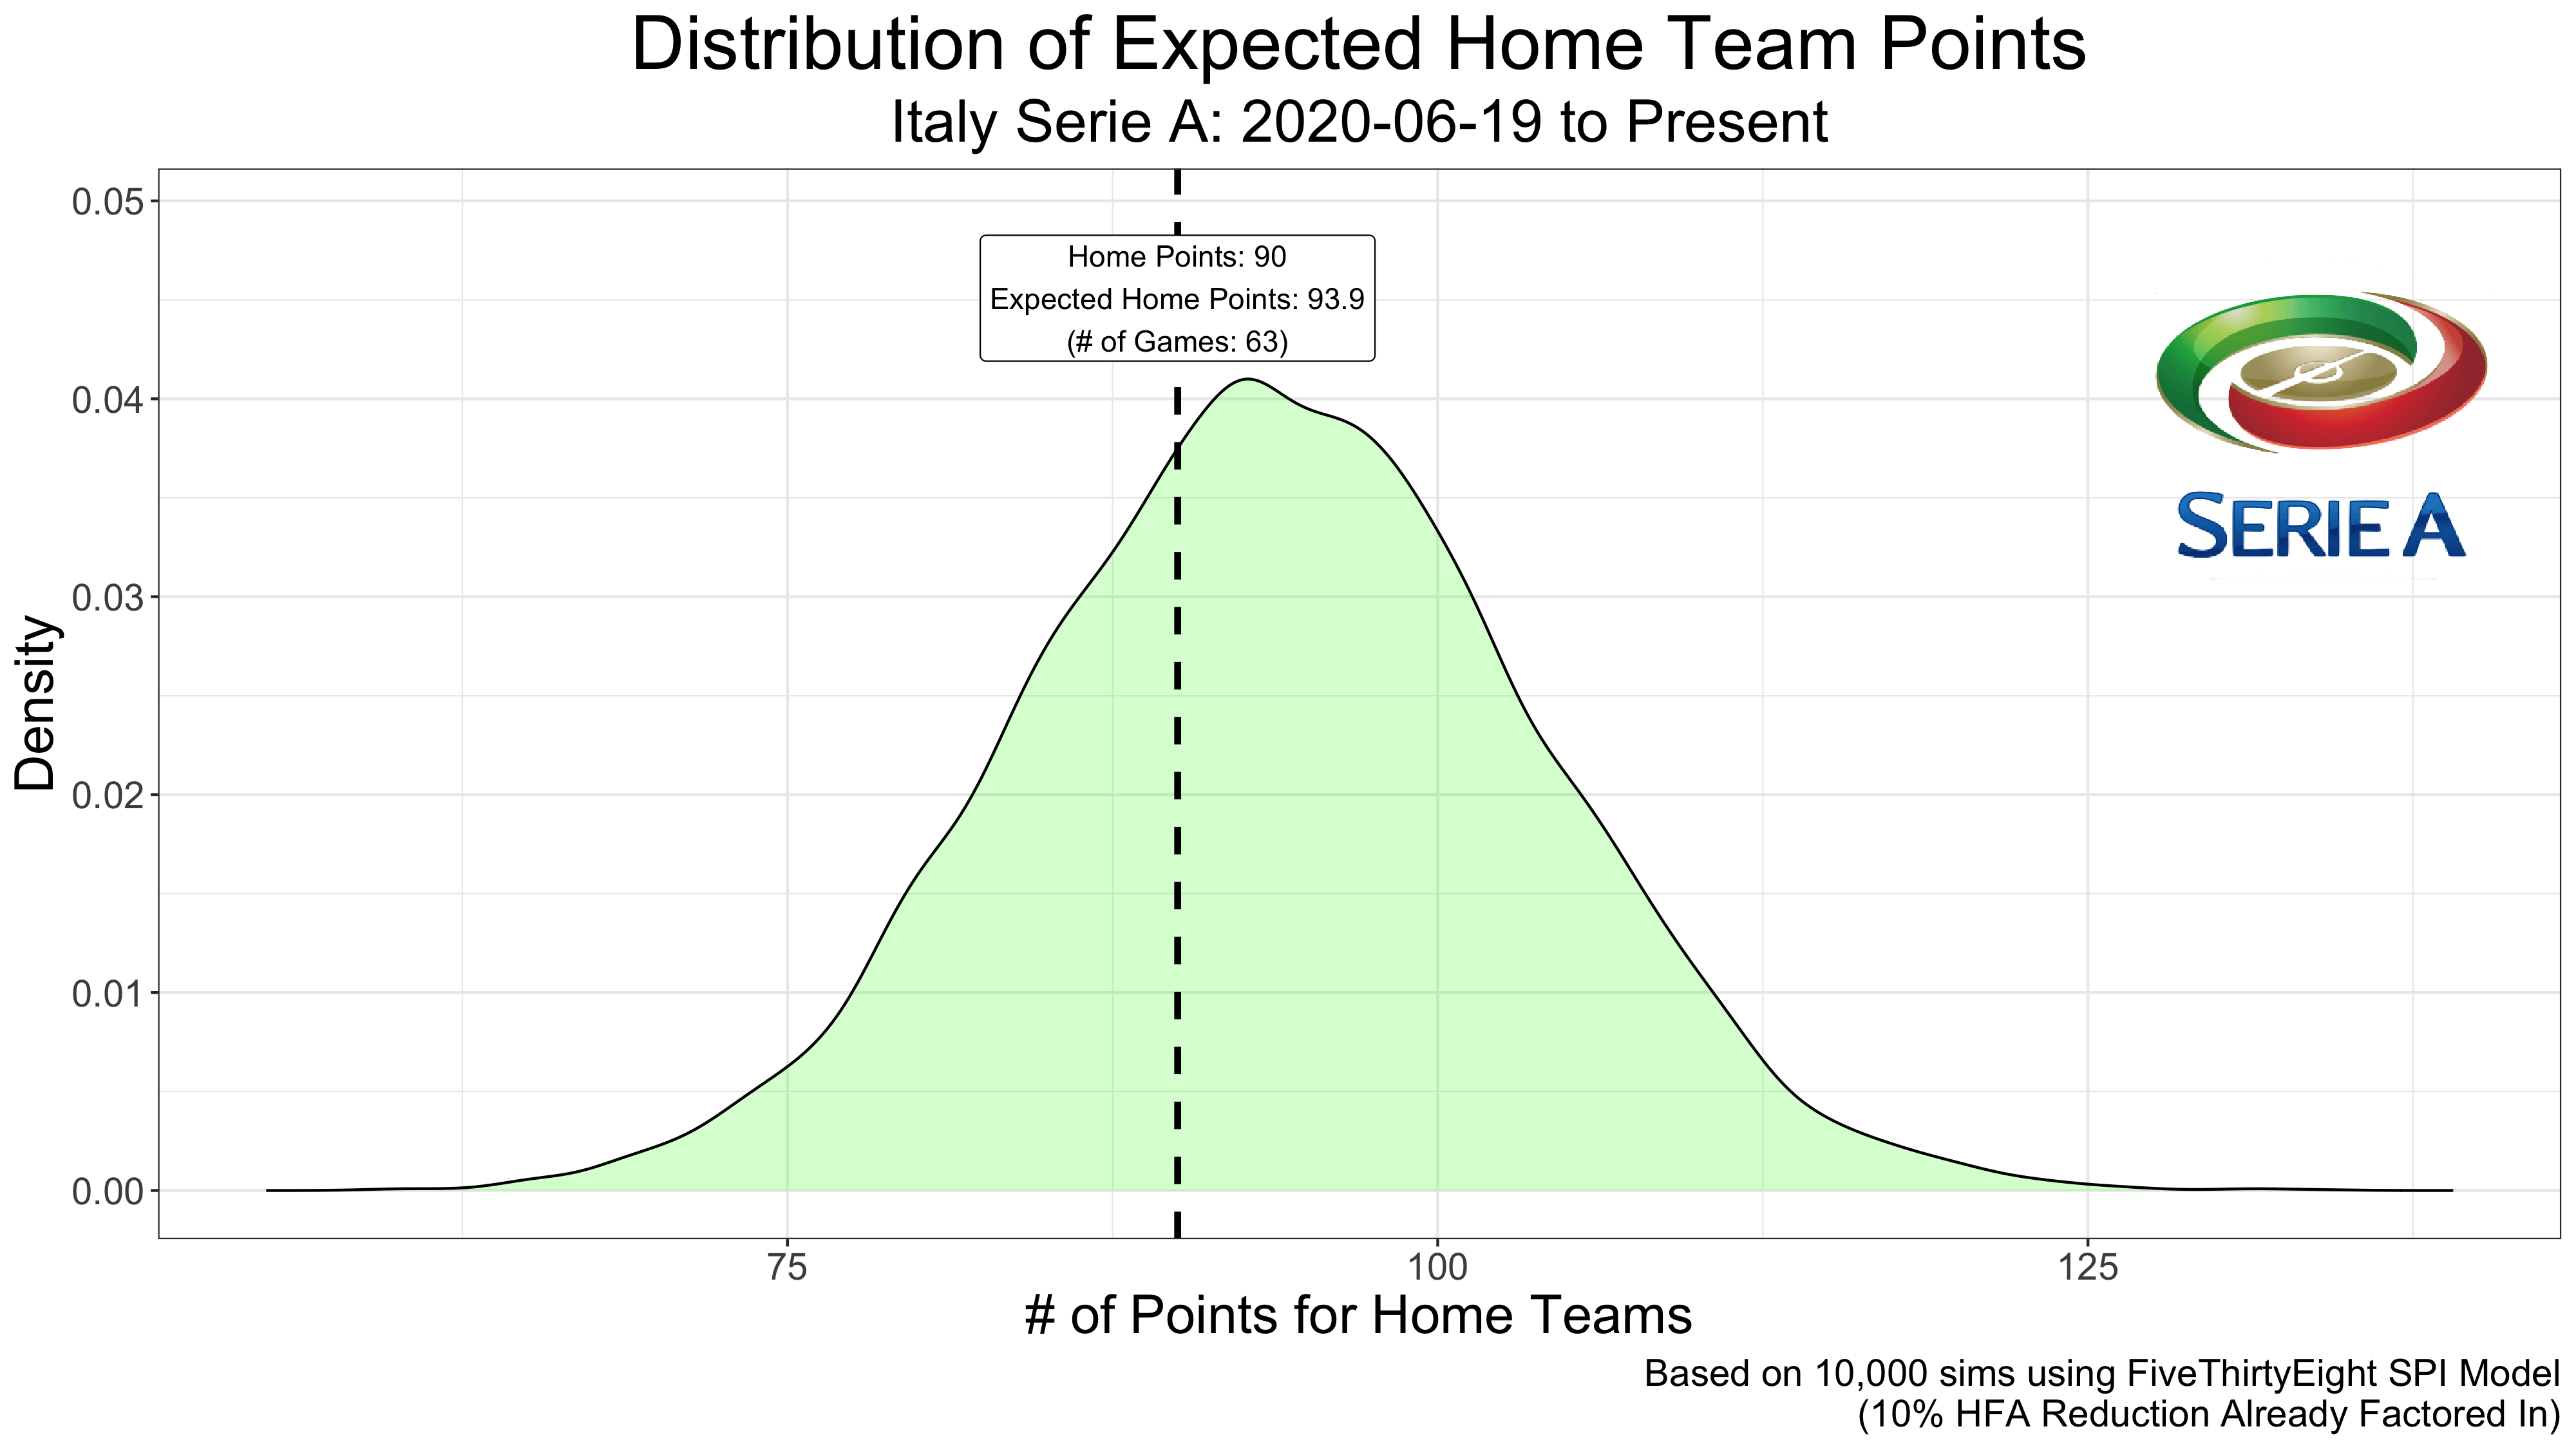 Distribution of Expected Home Team Points
Italy Serie A: 2020-06-19 to Present
0.05
Home Points: 90
Expected Home Points: 93.9
(# of Games: 63)
0.04
SERIE A
0.03
Density
0.02
0.01
0.00
75
100
125
# of Points for Home Teams
Based on 10,000 sims using FiveThirtyEight SPI Model
(10% HFA Reduction Already Factored In)